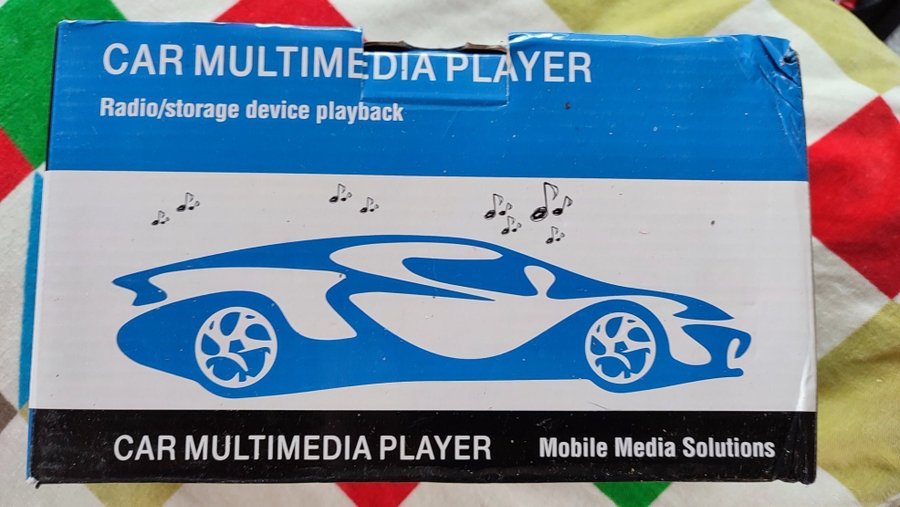 CAR MULTIMEDIA PLAYER
Radio/storage device playback
CAR MULTIMEDIA PLAYER Mobile Media Solutions